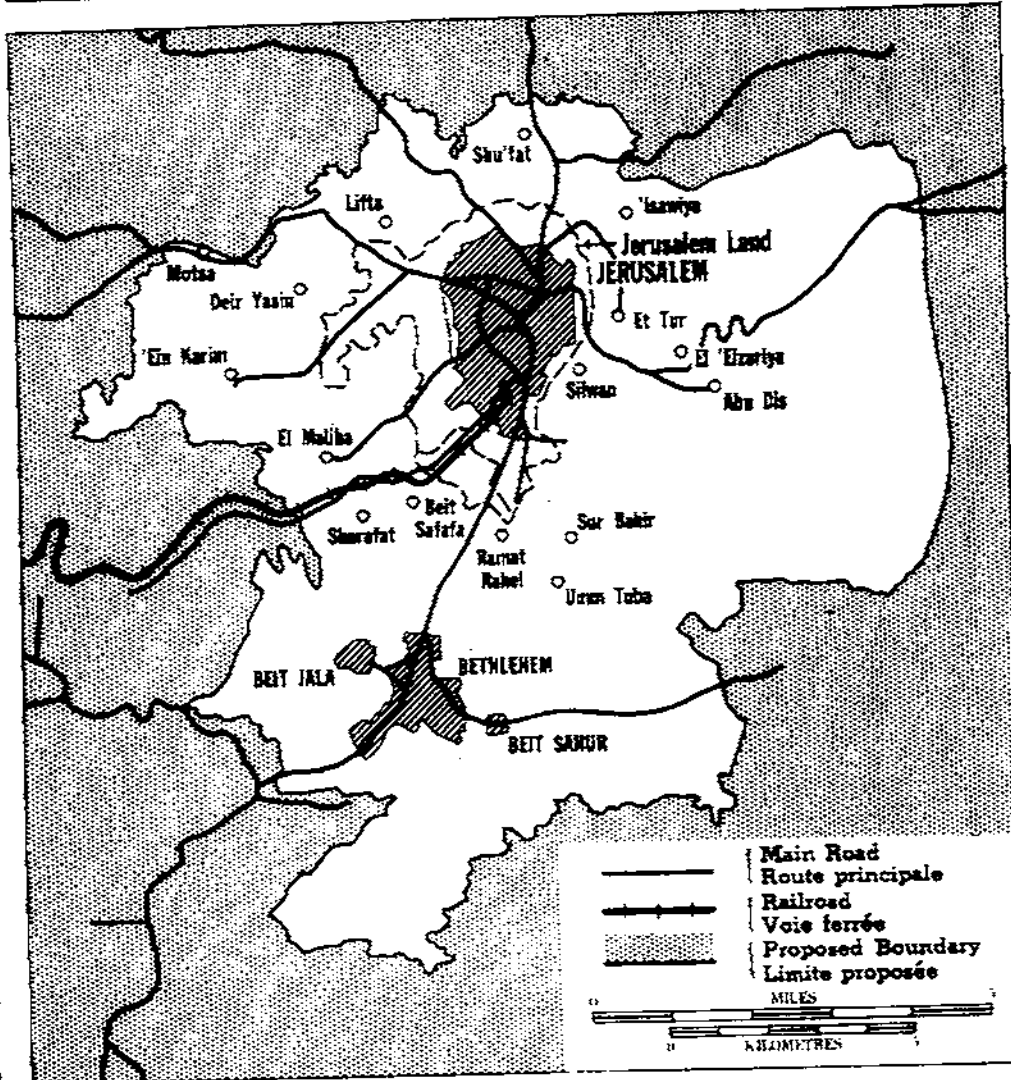 Shu'fat
Lifta
'Isawiya
Jerusalem Land
JERUSALEM
Motsa
Deir Yasin
Et Tur
'Ein Karim
El 'Eizariya
Silwan
Abu Dis
El Maliha
Beit
Safafa
Sharafat
Sur Bahir
Ramat
Rahel
Umm Tuba
BEIT JALA
BETHLEHEM
BEIT SAHUR
Main Road
Route principale
Railroad
Voie ferrée
Proposed Boundary
Limite proposée
0
MILES
0
KILOMETRES